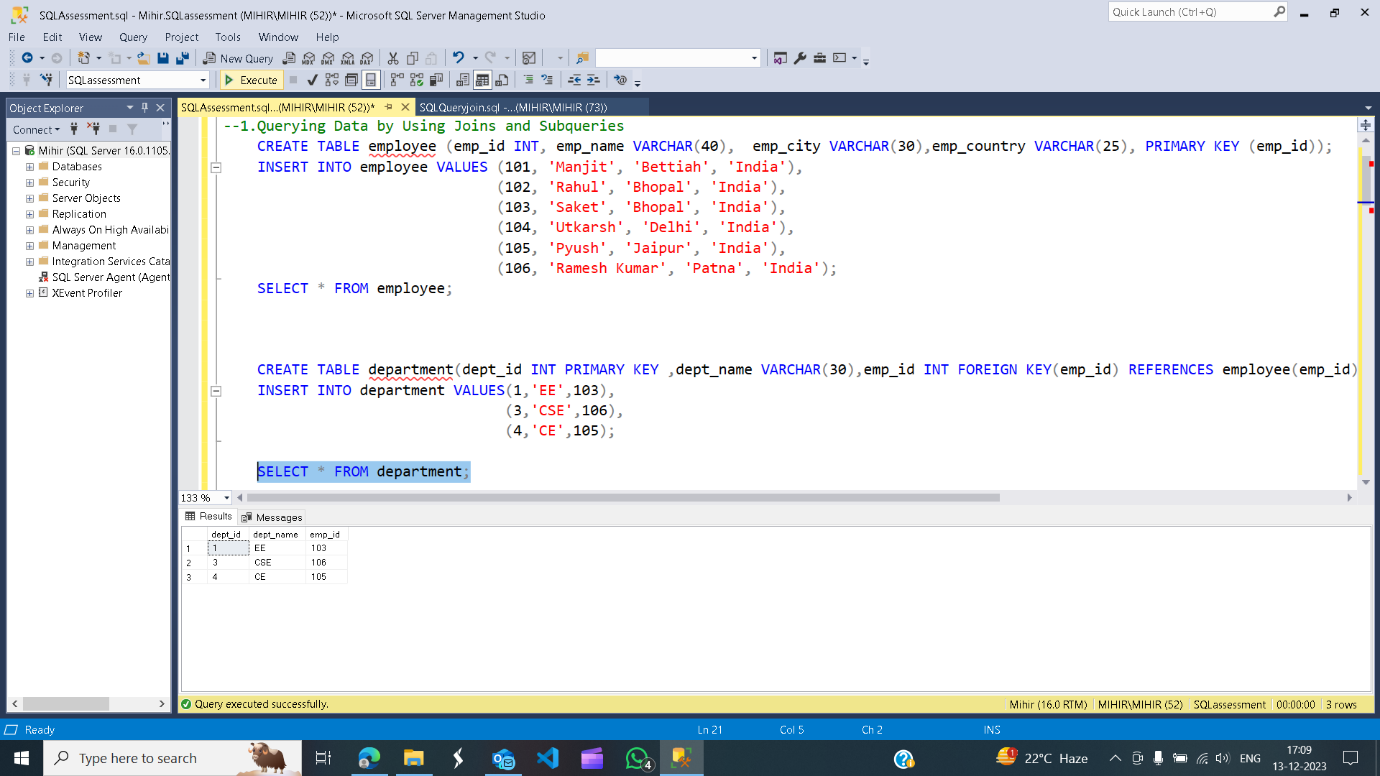 SQLAssessment.sql - Mihir.SQLassessment (MIHIR\MIHIR (52))* - Microsoft SQL Server Management Studio
Quick Launch (Ctrl+Q)
File Edit View Query Project Tools Window Help
New Query
SQLassessment Execute
Object Explorer
Connect
Mihir (SQL Server 16.0.1105.
Databases
Security
Server Objects
Replication
Always On High Availabi
Management
Integration Services Cata
SQL Server Agent (Agent
XEvent Profiler
SQLAssessment.sql...(MIHIR\MIHIR (52))* SQLQueryjoin.sql -...(MIHIR\MIHIR (73))
--1.Querying Data by Using Joins and Subqueries
CREATE TABLE employee (emp_id INT, emp_name VARCHAR(40), emp_city VARCHAR(30),emp_country VARCHAR(25), PRIMARY KEY (emp_id));
INSERT INTO employee VALUES (101, 'Manjit', 'Bettiah', 'India'),
(102, 'Rahul', 'Bhopal', 'India'),
(103, 'Saket', 'Bhopal', 'India'),
(104, 'Utkarsh', 'Delhi', 'India'),
(105, 'Pyush', 'Jaipur', 'India'),
(106, 'Ramesh Kumar', 'Patna', 'India');
SELECT * FROM employee;
CREATE TABLE department(dept_id INT PRIMARY KEY ,dept_name VARCHAR(30),emp_id INT FOREIGN KEY(emp_id) REFERENCES employee(emp_id)
INSERT INTO department VALUES(1,'EE',103),
(3,'CSE',106),
(4,'CE',105);
SELECT * FROM department;
133 %
Results Messages
dept_id dept_name emp_id
1 1 EE 103
2 3 CSE 106
3 4 CE 105
Query executed successfully. Mihir (16.0 RTM) MIHIR\MIHIR (52) SQLassessment 00:00:00 3 rows
Ready Ln 21 Col 5 Ch 2 INS
Type here to search
4
1
22°C Haze
ENG
17:09
13-12-2023